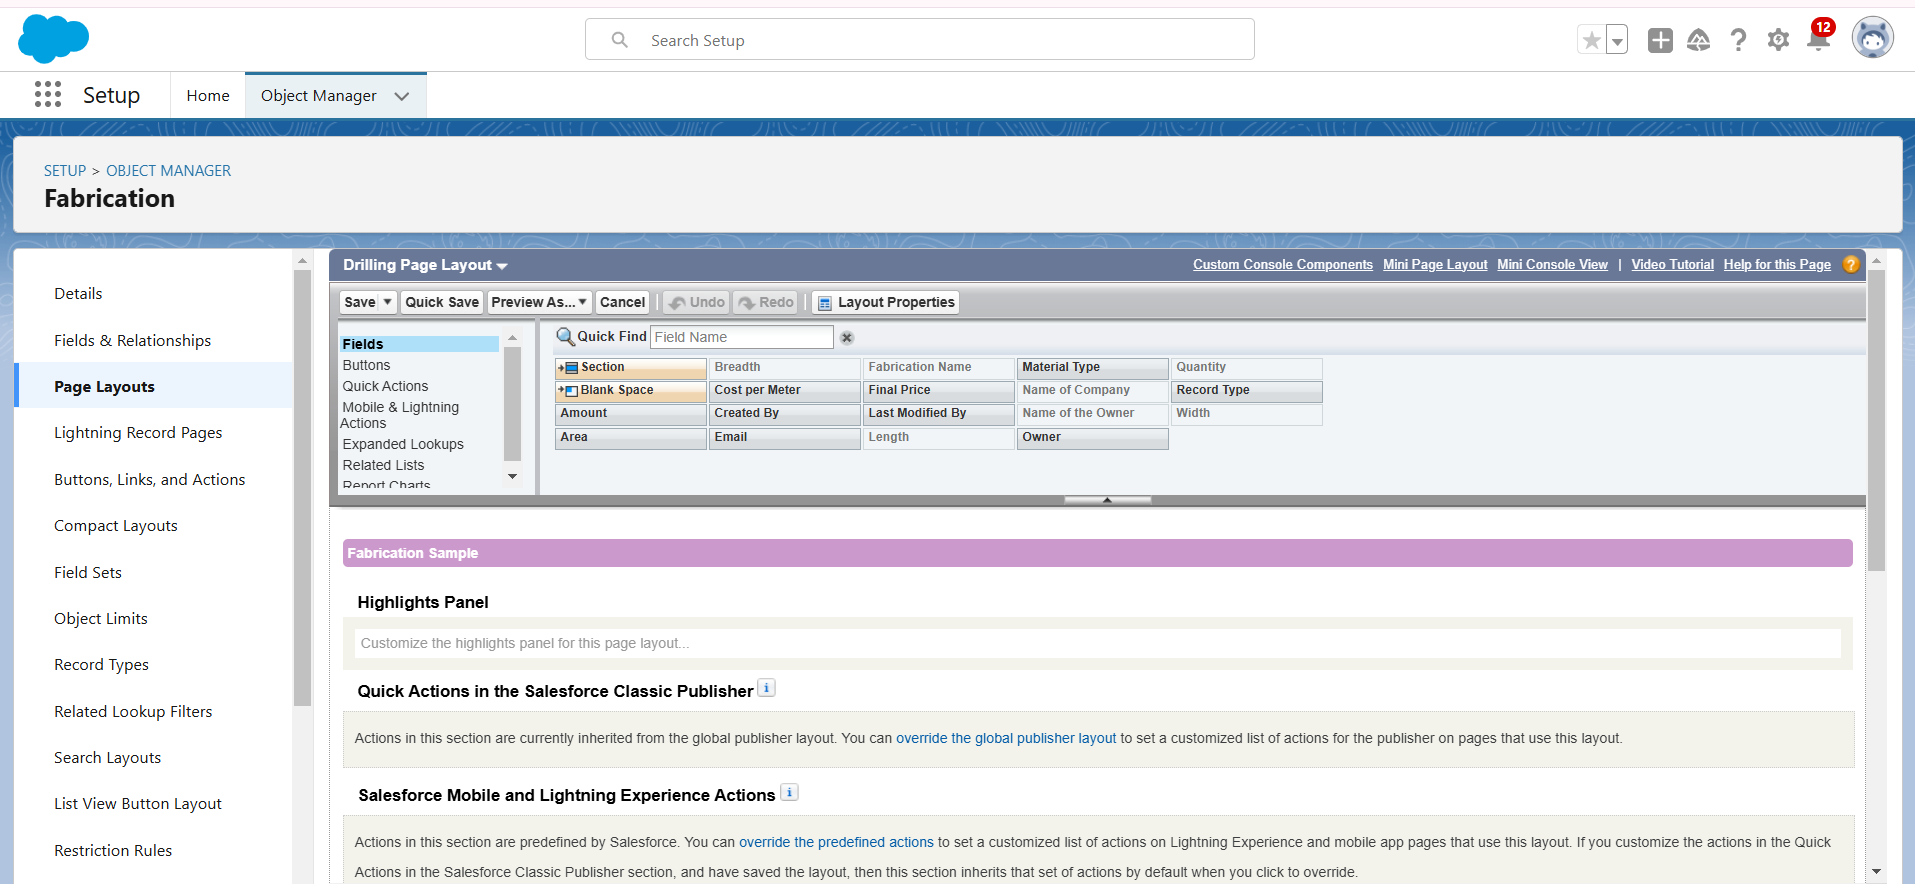 Search Setup
12
Setup
Home
Object Manager
SETUP > OBJECT MANAGER
Fabrication
Details
Fields & Relationships
Page Layouts
Lightning Record Pages
Buttons, Links, and Actions
Compact Layouts
Field Sets
Object Limits
Record Types
Related Lookup Filters
Search Layouts
List View Button Layout
Restriction Rules
Drilling Page Layout
Custom Console Components Mini Page Layout Mini Console View | Video Tutorial Help for this Page ?
Save Quick Save Preview As... Cancel Undo Redo Layout Properties
Fields
Buttons
Quick Actions
Mobile & Lightning
Actions
Expanded Lookups
Related Lists
Report Charts
Quick Find Field Name
Section Breadth Fabrication Name Material Type Quantity
Blank Space Cost per Meter Final Price Name of Company Record Type
Amount Created By Last Modified By Name of the Owner Width
Area Email Length Owner
Fabrication Sample
Highlights Panel
Customize the highlights panel for this page layout...
Quick Actions in the Salesforce Classic Publisher i
Actions in this section are currently inherited from the global publisher layout. You can override the global publisher layout to set a customized list of actions for the publisher on pages that use this layout.
Salesforce Mobile and Lightning Experience Actions i
Actions in this section are predefined by Salesforce. You can override the predefined actions to set a customized list of actions on Lightning Experience and mobile app pages that use this layout. If you customize the actions in the Quick
Actions in the Salesforce Classic Publisher section, and have saved the layout, then this section inherits that set of actions by default when you click to override.